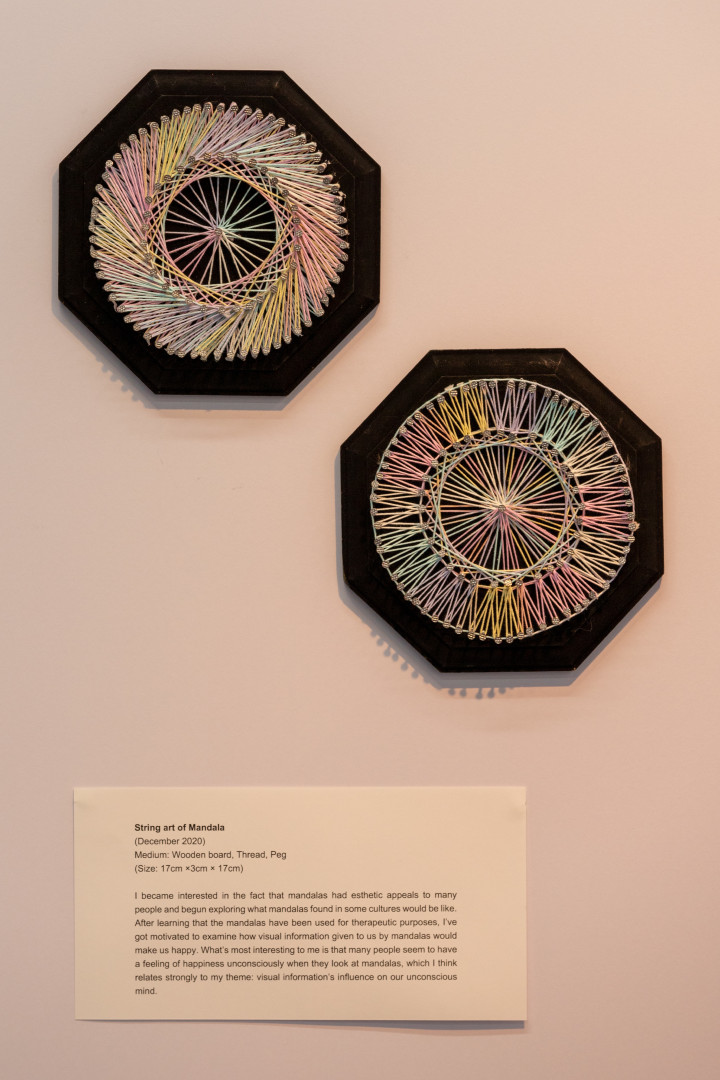 String art of Mandala
(December 2020)
Medium: Wooden board, Thread, Peg
(Size: 17cm ×3cm × 17cm)
I became interested in the fact that mandalas had esthetic appeals to many
people and begun exploring what mandalas found in some cultures would be like.
After learning that the mandalas have been used for therapeutic purposes, I've
got motivated to examine how visual information given to us by mandalas would
make us happy. What's most interesting to me is that many people seem to have
a feeling of happiness unconsciously when they look at mandalas, which I think
relates strongly to my theme: visual information's influence on our unconscious
mind.